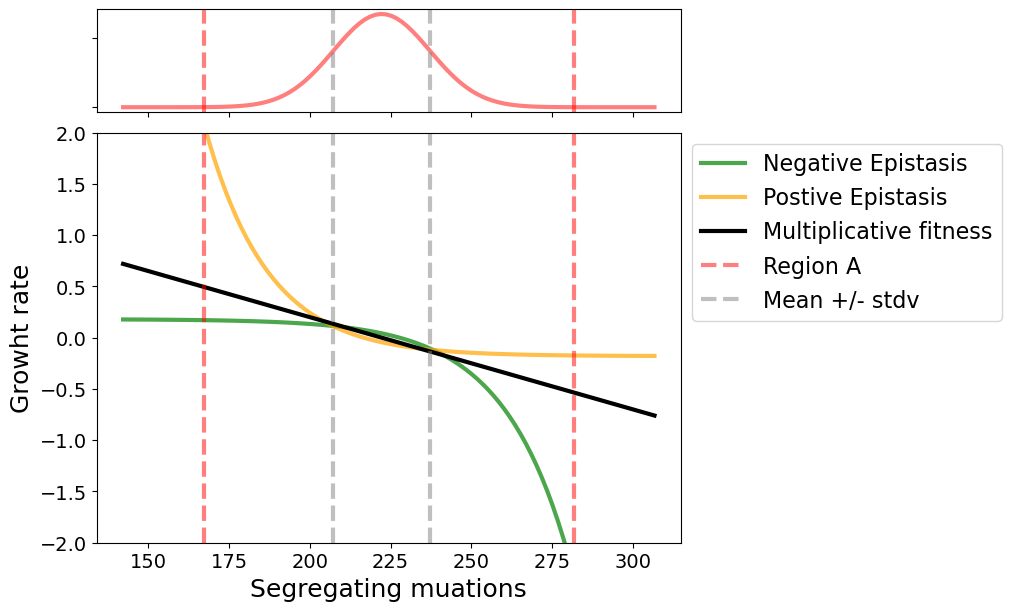 2.0
1.5
1.0
0.5
0.0
−0.5
−1.0
−1.5
−2.0
Growht rate
150 175 200 225 250 275 300
Segregating muations
Negative Epistasis
Postive Epistasis
Multiplicative fitness
Region A
Mean +/- stdv